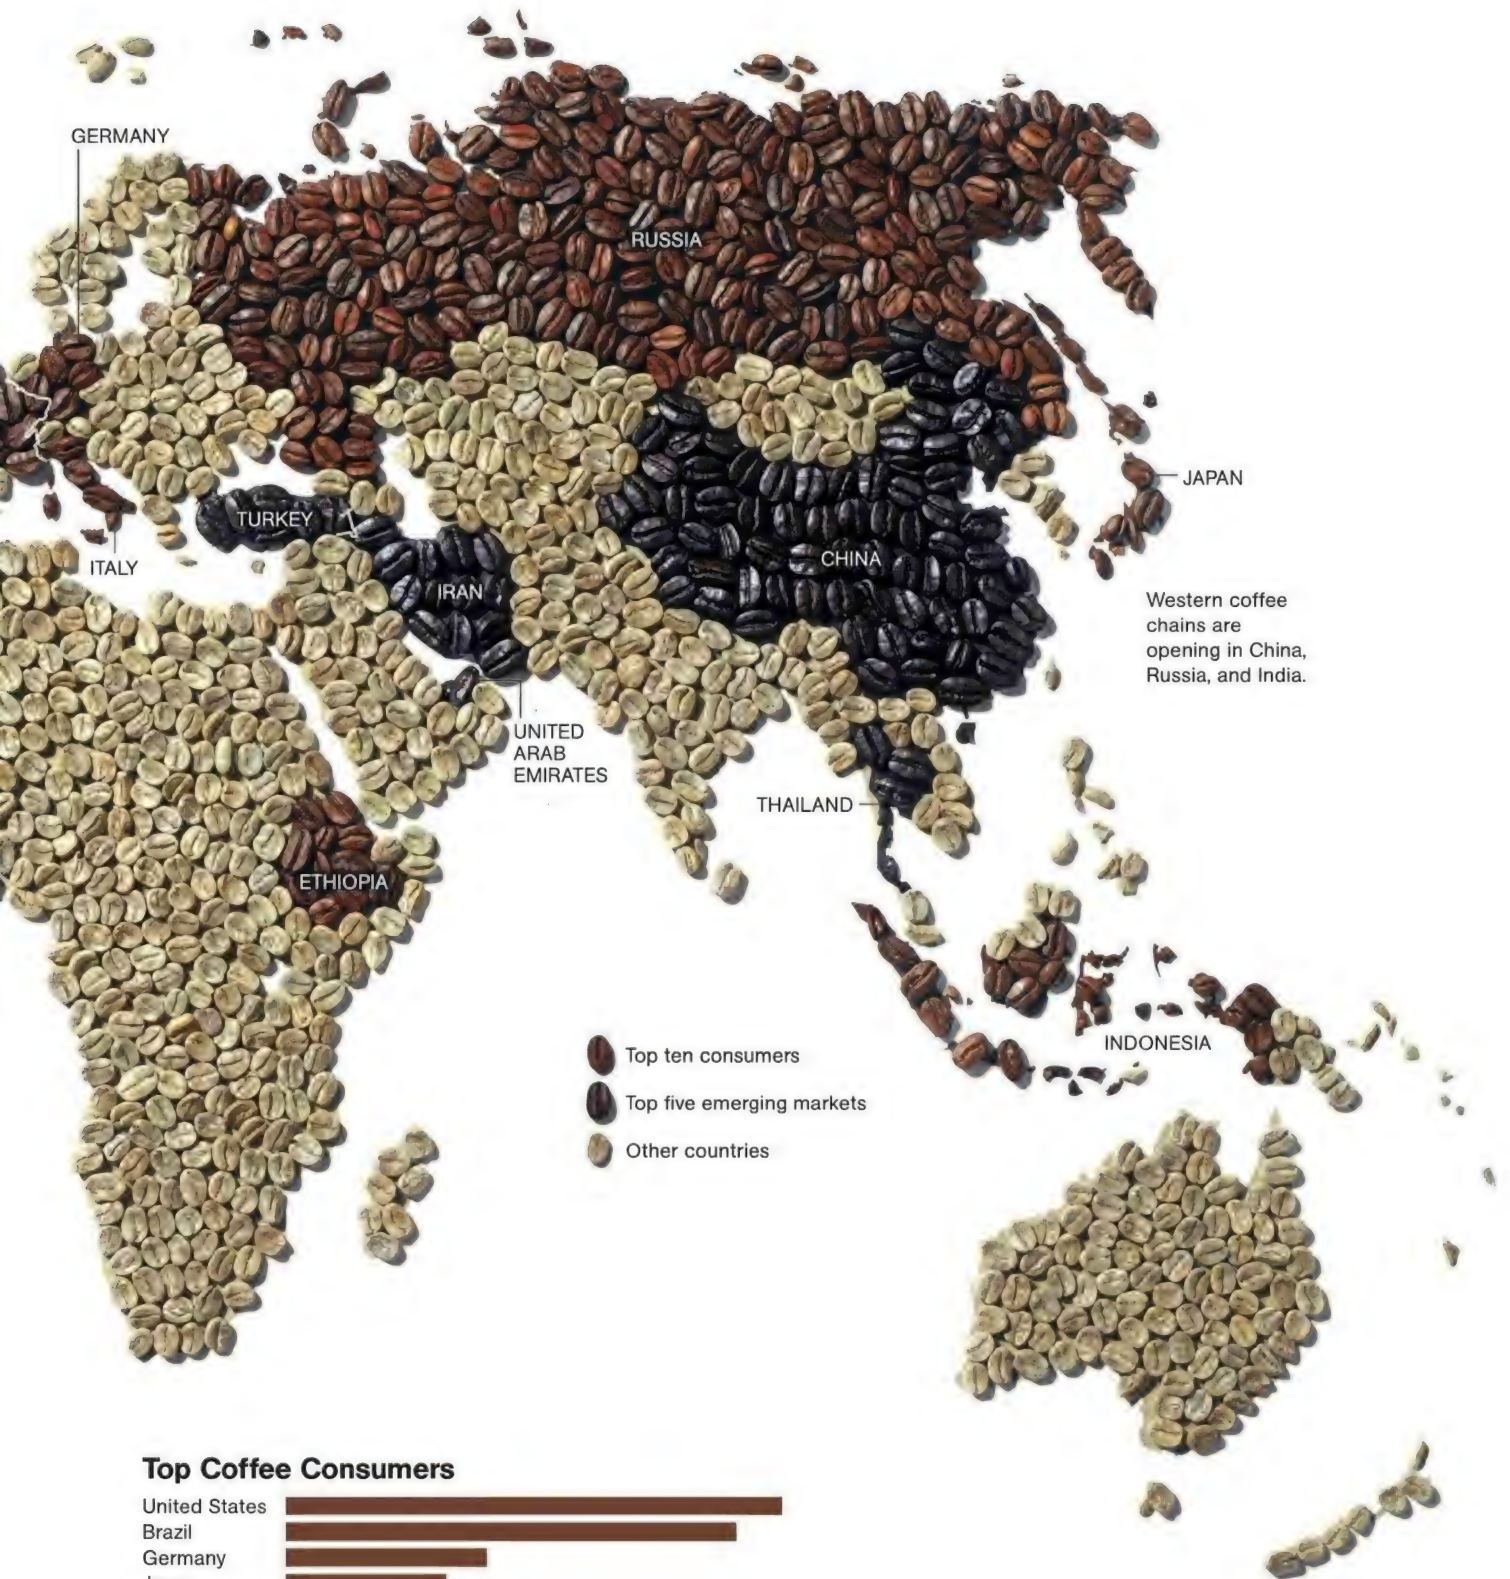 GERMANY
RUSSIA
JAPAN
TURKEY
CHINA
ITALY
IRAN
Western coffee
chains are
opening in China,
Russia, and India.
UNITED
ARAB
EMIRATES
THAILAND
ETHIOPIA
INDONESIA
Top ten consumers
Top five emerging markets
Other countries
Top Coffee Consumers
United States
Brazil
Germany